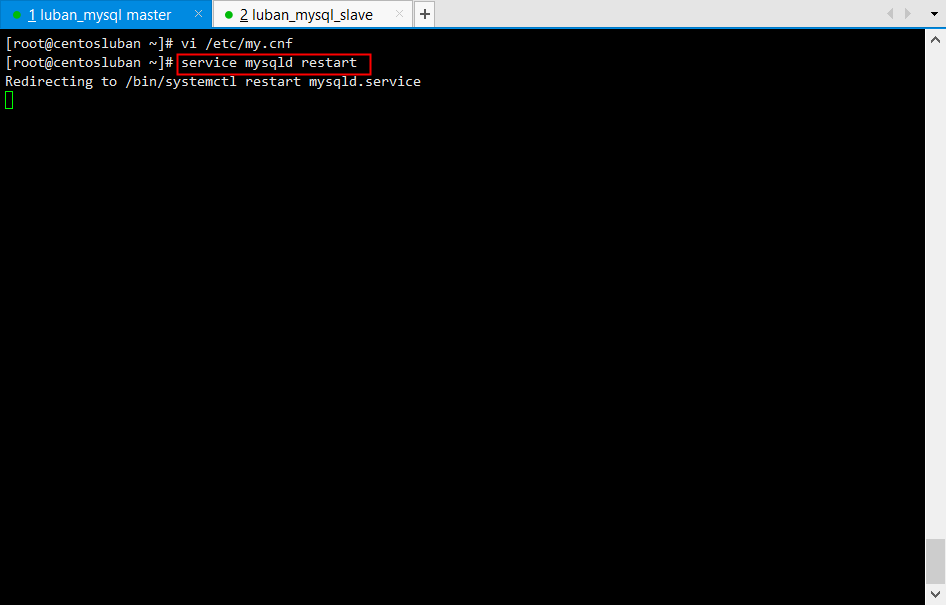 1 luban_mysql master × 2 luban_mysql_slave × +
[root@centosluban ~]# vi /etc/my.cnf
[root@centosluban ~]# service mysqld restart
Redirecting to /bin/systemctl restart mysqld.service